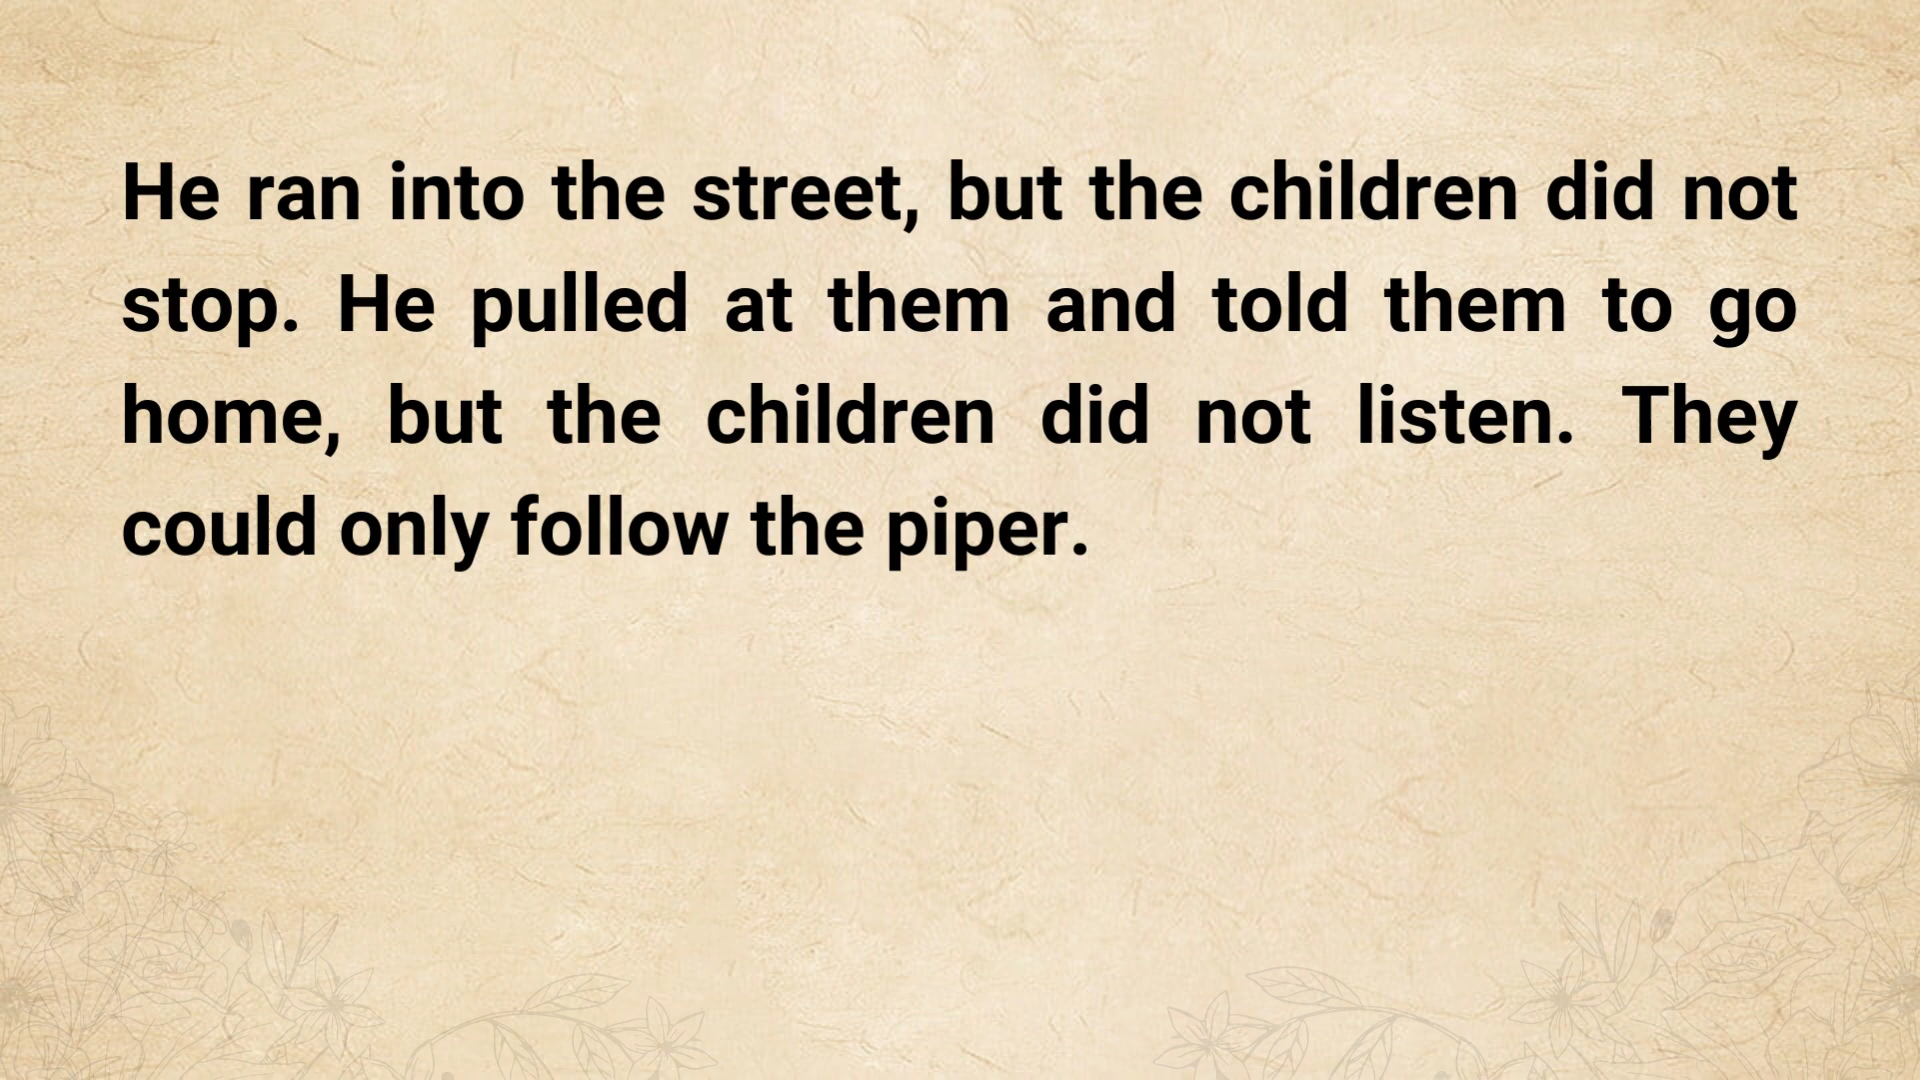 He ran into the street, but the children did not
stop. He pulled at them and told them to go
home, but the children did not listen. They
could only follow the piper.